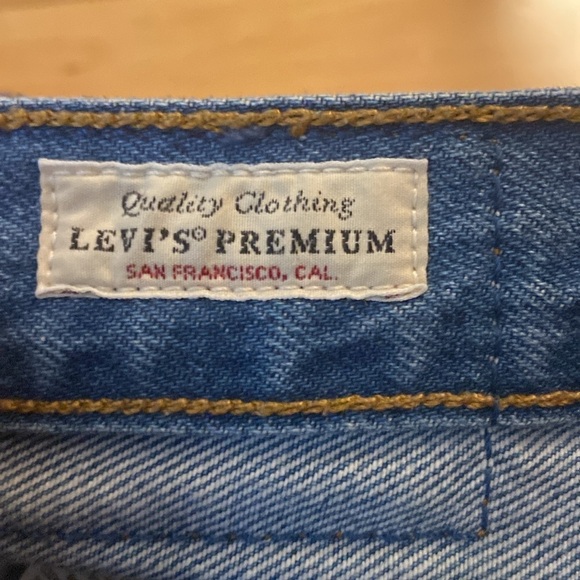 Quality Clothing
LEVI'S® PREMIUM
SAN FRANCISCO, CAL.